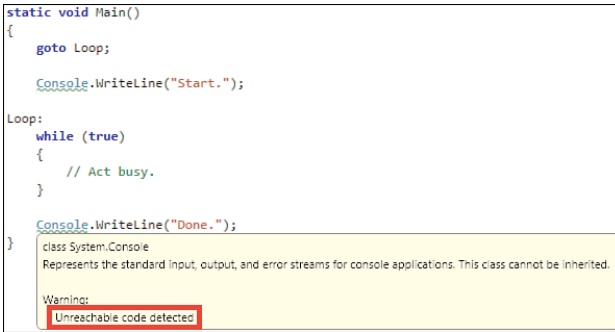 static void Main()
{
goto Loop;
Console.WriteLine("Start.");
Loop:
while (true)
{
// Act busy.
}
Console.WriteLine("Done.");
}
class System.Console
Represents the standard input, output, and error streams for console applications. This class cannot be inherited.
Warning:
Unreachable code detected